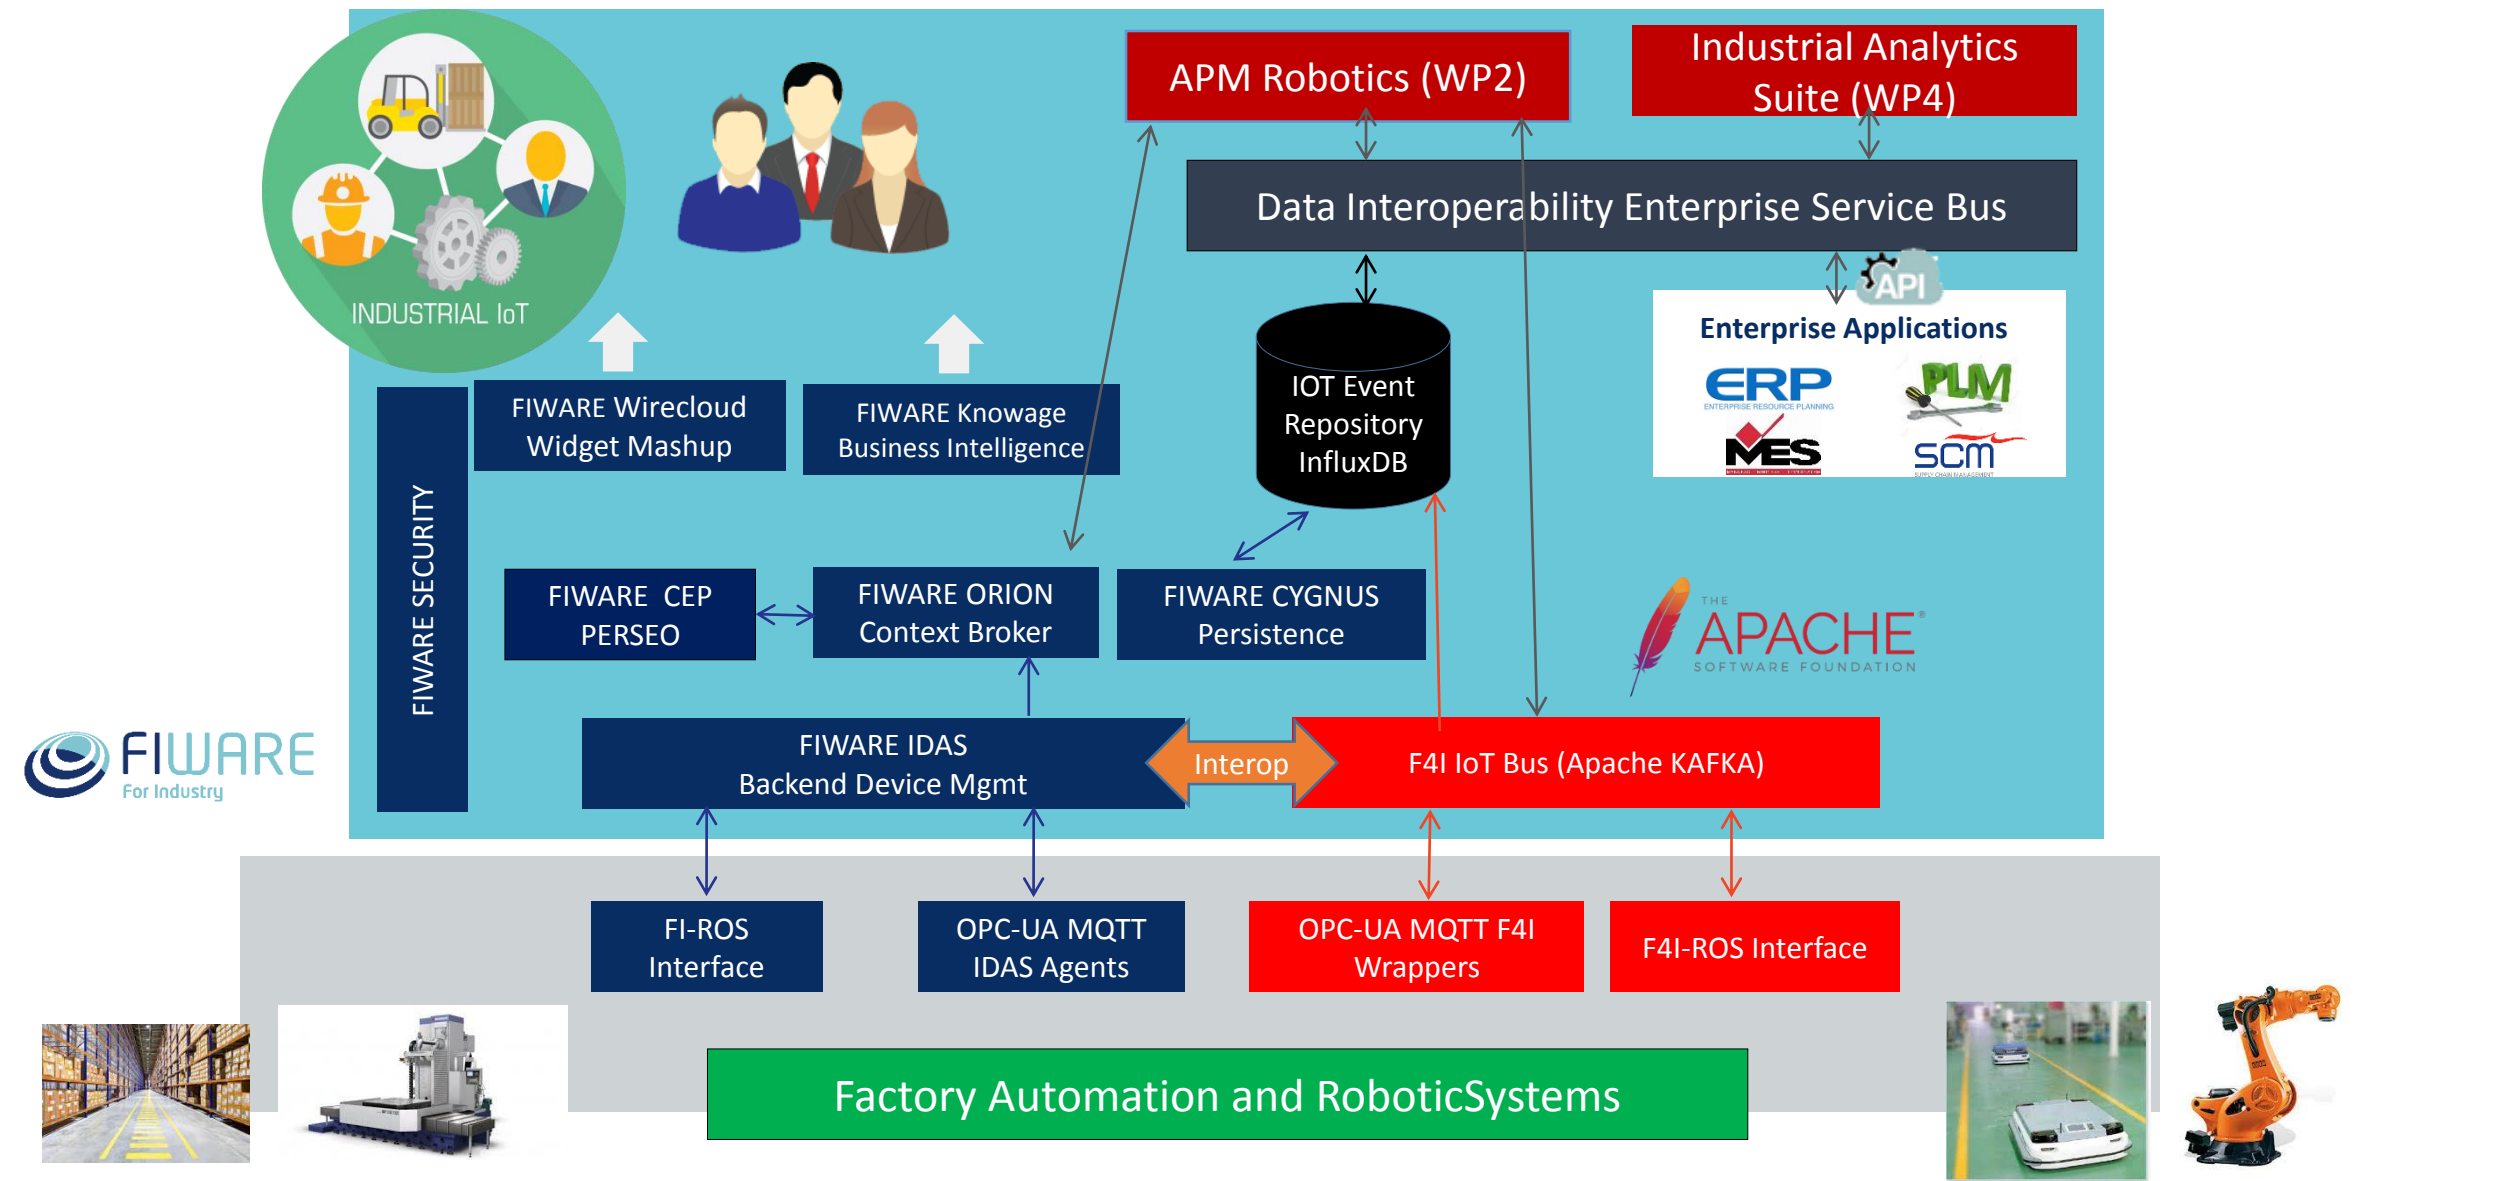 INDUSTRIAL IoT
APM Robotics (WP2)
Industrial Analytics
Suite (WP4)
Data Interoperability Enterprise Service Bus
API
Enterprise Applications
ERP
ENTERPRISE RESOURCE PLANNING
PLM
MES
SCM
SUPPLY CHAIN MANAGEMENT
FIWARE Wirecloud
Widget Mashup
FIWARE Knowage
Business Intelligence
IOT Event
Repository
InfluxDB
FIWARE SECURITY
FIWARE  CEP
PERSEO
FIWARE ORION
Context Broker
FIWARE CYGNUS
Persistence
THE
APACHE®
SOFTWARE FOUNDATION
FIWARE
For Industry
FIWARE IDAS
Backend Device Mgmt
Interop
F4I IoT Bus (Apache KAFKA)
FI-ROS
Interface
OPC-UA MQTT
IDAS Agents
OPC-UA MQTT F4I
Wrappers
F4I-ROS Interface
Factory Automation and RoboticSystems